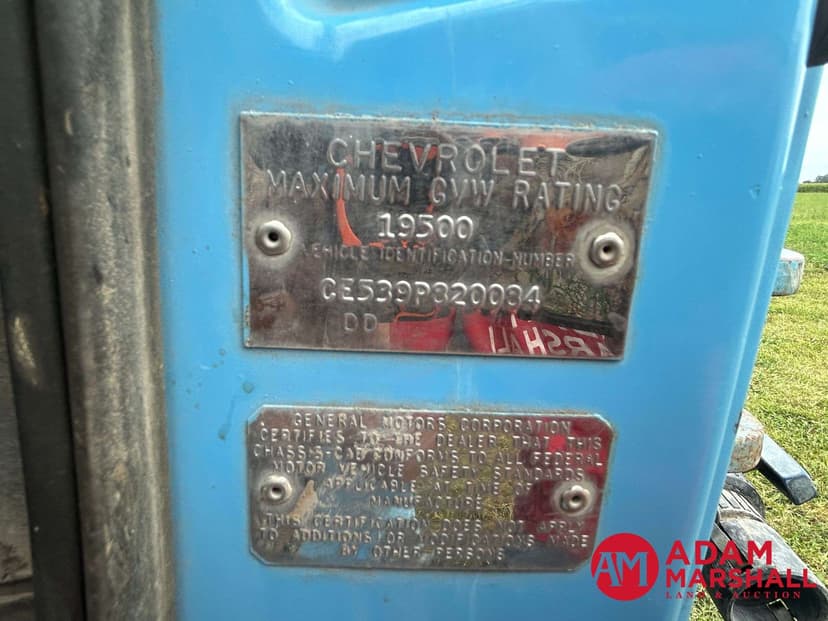 CHEVROLET
MAXIMUM GVW RATING
19500
VEHICLE IDENTIFICATION-NUMBER
CE539P820084
DD
MARSHALL
GENERAL MOTORS CORPORATION
CERTIFIES TO THE DEALER THAT THIS
CHASSIS-CAB CONFORMS TO ALL FEDERAL
MOTOR VEHICLE SAFETY STANDARDS
APPLICABLE AT TIME OF
MANUFACTURE
THIS CERTIFICATION DOES NOT APPLY
TO ADDITIONS OR MODIFICATIONS MADE
BY OTHER PERSONS
AM
ADAM
MARSHALL
LAND & AUCTION